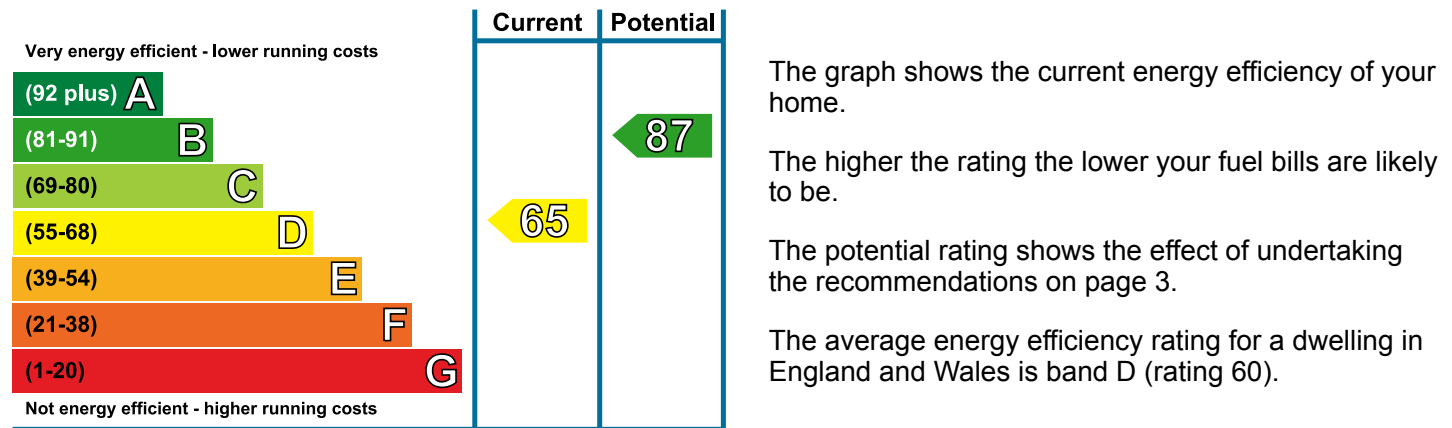 Current Potential
Very energy efficient - lower running costs
(92 plus) A
(81-91) B
87
(69-80) C
(55-68) D
65
(39-54) E
(21-38) F
(1-20) G
Not energy efficient - higher running costs
The graph shows the current energy efficiency of your
home.
The higher the rating the lower your fuel bills are likely
to be.
The potential rating shows the effect of undertaking
the recommendations on page 3.
The average energy efficiency rating for a dwelling in
England and Wales is band D (rating 60).